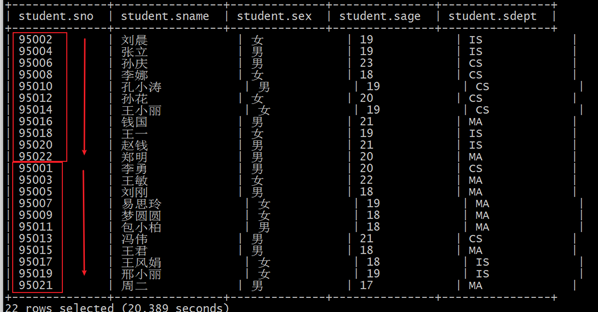 student.sno | student.sname | student.sex | student.sage | student.sdept |
95002 | 刘晨 | 女 | 19 | IS |
95004 | 张立 | 男 | 19 | IS |
95006 | 孙庆 | 男 | 23 | CS |
95008 | 李娜 | 女 | 18 | CS |
95010 | 孔小涛 | 男 | 19 | CS |
95012 | 孙花 | 女 | 20 | CS |
95014 | 王小丽 | 女 | 19 | CS |
95016 | 钱国 | 男 | 21 | MA |
95018 | 王一 | 女 | 19 | IS |
95020 | 赵钱 | 男 | 21 | IS |
95022 | 郑明 | 男 | 20 | MA |
95001 | 李勇 | 男 | 20 | CS |
95003 | 王敏 | 女 | 22 | MA |
95005 | 刘刚 | 男 | 18 | MA |
95007 | 易思玲 | 女 | 19 | MA |
95009 | 梦圆圆 | 女 | 18 | MA |
95011 | 包小柏 | 男 | 18 | MA |
95013 | 冯伟 | 男 | 21 | CS |
95015 | 王君 | 男 | 18 | MA |
95017 | 王风娟 | 女 | 18 | IS |
95019 | 邢小丽 | 女 | 19 | IS |
95021 | 周二 | 男 | 17 | MA |
22 rows selected (20.389 seconds)